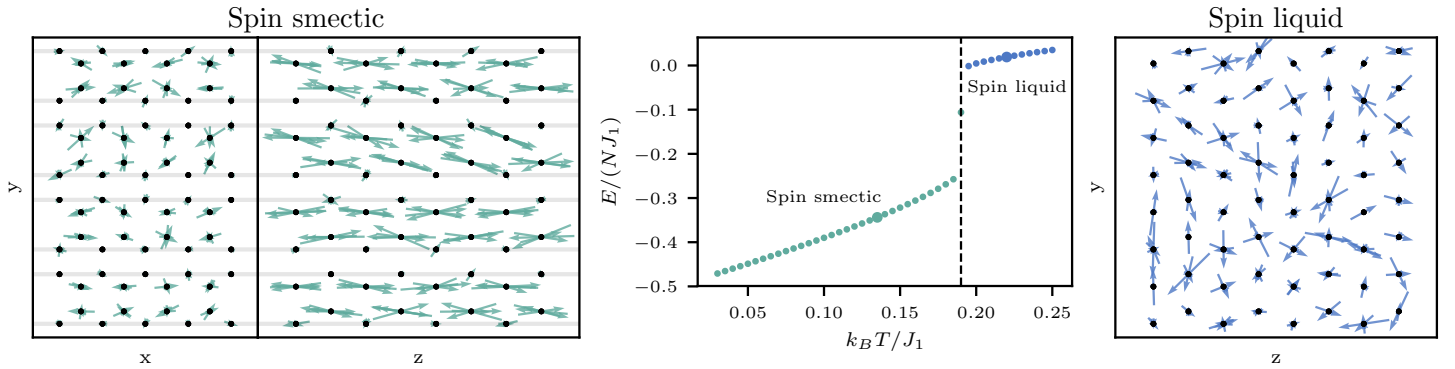 Spin smectic
y
x
z
0.0
−0.1
−0.2
−0.3
−0.4
−0.5
E/(NJ₁)
Spin liquid
Spin smectic
0.05
0.10
0.15
0.20
0.25
k_BT/J₁
Spin liquid
y
z